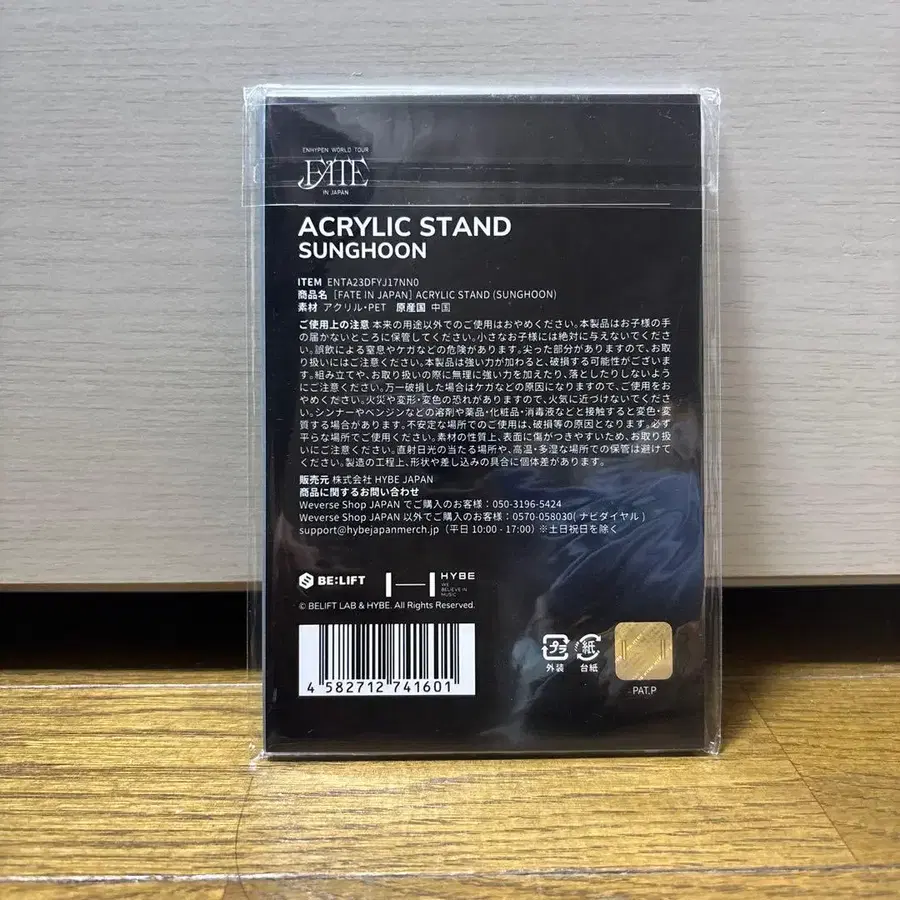 ENHYPEN WORLD TOUR
FATE
IN JAPAN
ACRYLIC STAND
SUNGHOON
ITEM ENTA23DFYJ17NN0
商品名 [FATE IN JAPAN] ACRYLIC STAND (SUNGHOON)
素材 アクリル・PET 原産国 中国
ご使用上の注意 本来の用途以外でのご使用はおやめください。本製品はお子様の手
の届かないところに保管してください。小さなお子様には絶対に与えないでくださ
い。誤飲による窒息やケガなどの危険があります。尖った部分がありますので、お取
り扱いにはご注意ください。本製品は強い力が加わると、破損する可能性がございま
す。組み立てや、お取り扱いの際に無理に強い力を加えたり、落としたりしないよう
にご注意ください。万一破損した場合はケガなどの原因になりますので、ご使用をお
やめください。火災や変形・変色の恐れがありますので、火気に近づけないでくださ
い。シンナーやベンジンなどの溶剤や薬品・化粧品・消毒液などと接触すると変色・変
質する場合があります。不安定な場所でのご使用は、破損等の原因となります。必ず
平らな場所でご使用ください。素材の性質上、表面に傷がつきやすいため、お取り扱
いにご注意ください。直射日光の当たる場所や、高温・多湿な場所での保管は避けて
ください。製造の工程上、形状や差し込みの具合に個体差があります。
販売元 株式会社 HYBE JAPAN
商品に関するお問い合わせ
Weverse Shop JAPAN でご購入のお客様：050-3196-5424
Weverse Shop JAPAN 以外でご購入のお客様：0570-058030( ナビダイヤル )
support@hybejapanmerch.jp（平日 10:00 - 17:00）※土日祝日を除く
BE:LIFT
HYBE
WE
BELIEVE IN
MUSIC
© BELIFT LAB & HYBE. All Rights Reserved.
4 582712 741601
プラ
外装
紙
台紙
PAT.P